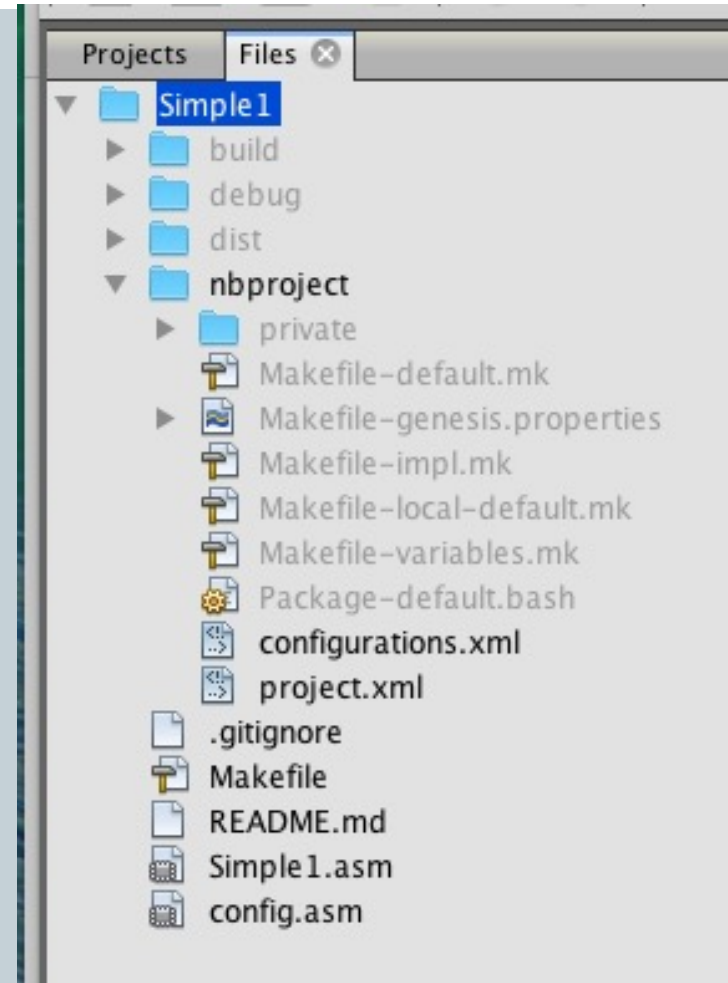 Projects Files
Simple1
build
debug
dist
nbproject
private
Makefile-default.mk
Makefile-genesis.properties
Makefile-impl.mk
Makefile-local-default.mk
Makefile-variables.mk
Package-default.bash
configurations.xml
project.xml
.gitignore
Makefile
README.md
Simple1.asm
config.asm